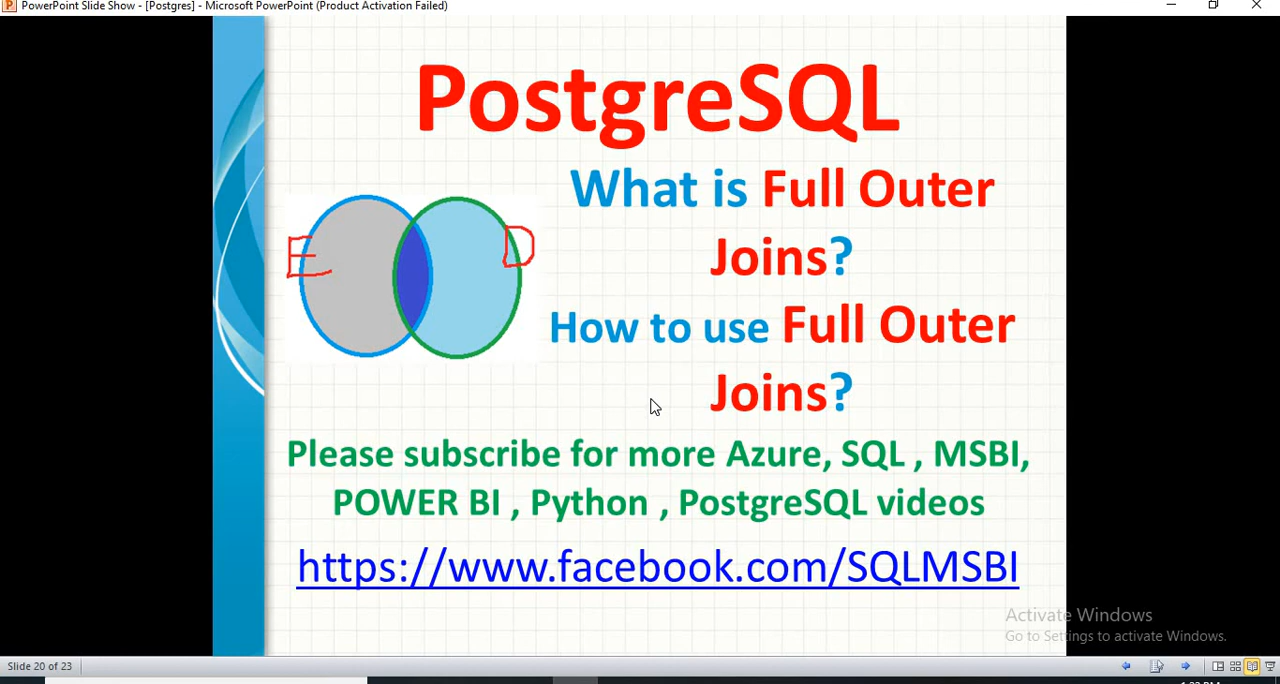 PowerPoint Slide Show - [Postgres] - Microsoft PowerPoint (Product Activation Failed)
PostgreSQL
What is Full Outer
Joins?
E
D
How to use Full Outer
Joins?
Please subscribe for more Azure, SQL , MSBI,
POWER BI , Python , PostgreSQL videos
https://www.facebook.com/SQLMSBI
Activate Windows
Go to Settings to activate Windows.
Slide 20 of 23